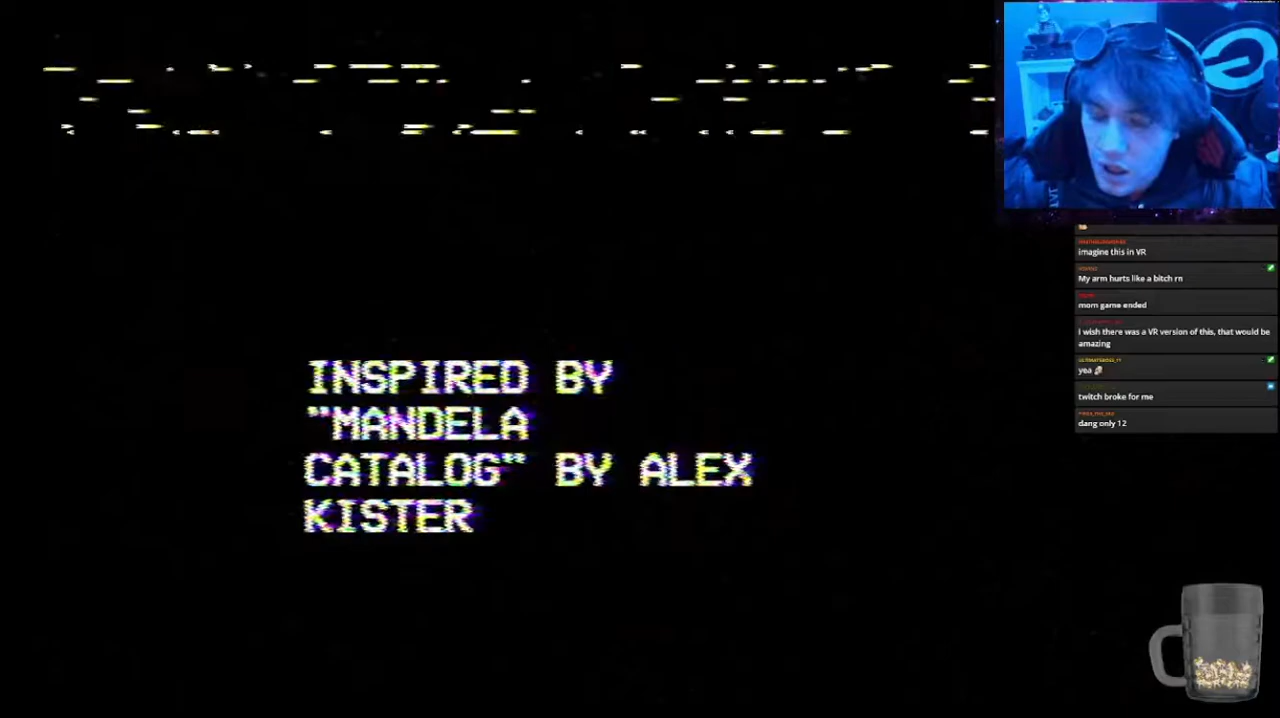 INSPIRED BY
"MANDELA
CATALOG" BY ALEX
KISTER
imagine this in VR
My arm hurts like a bitch rn
mom game ended
I wish there was a VR version of this, that would be
amazing
yea
twitch broke for me
dang only 12